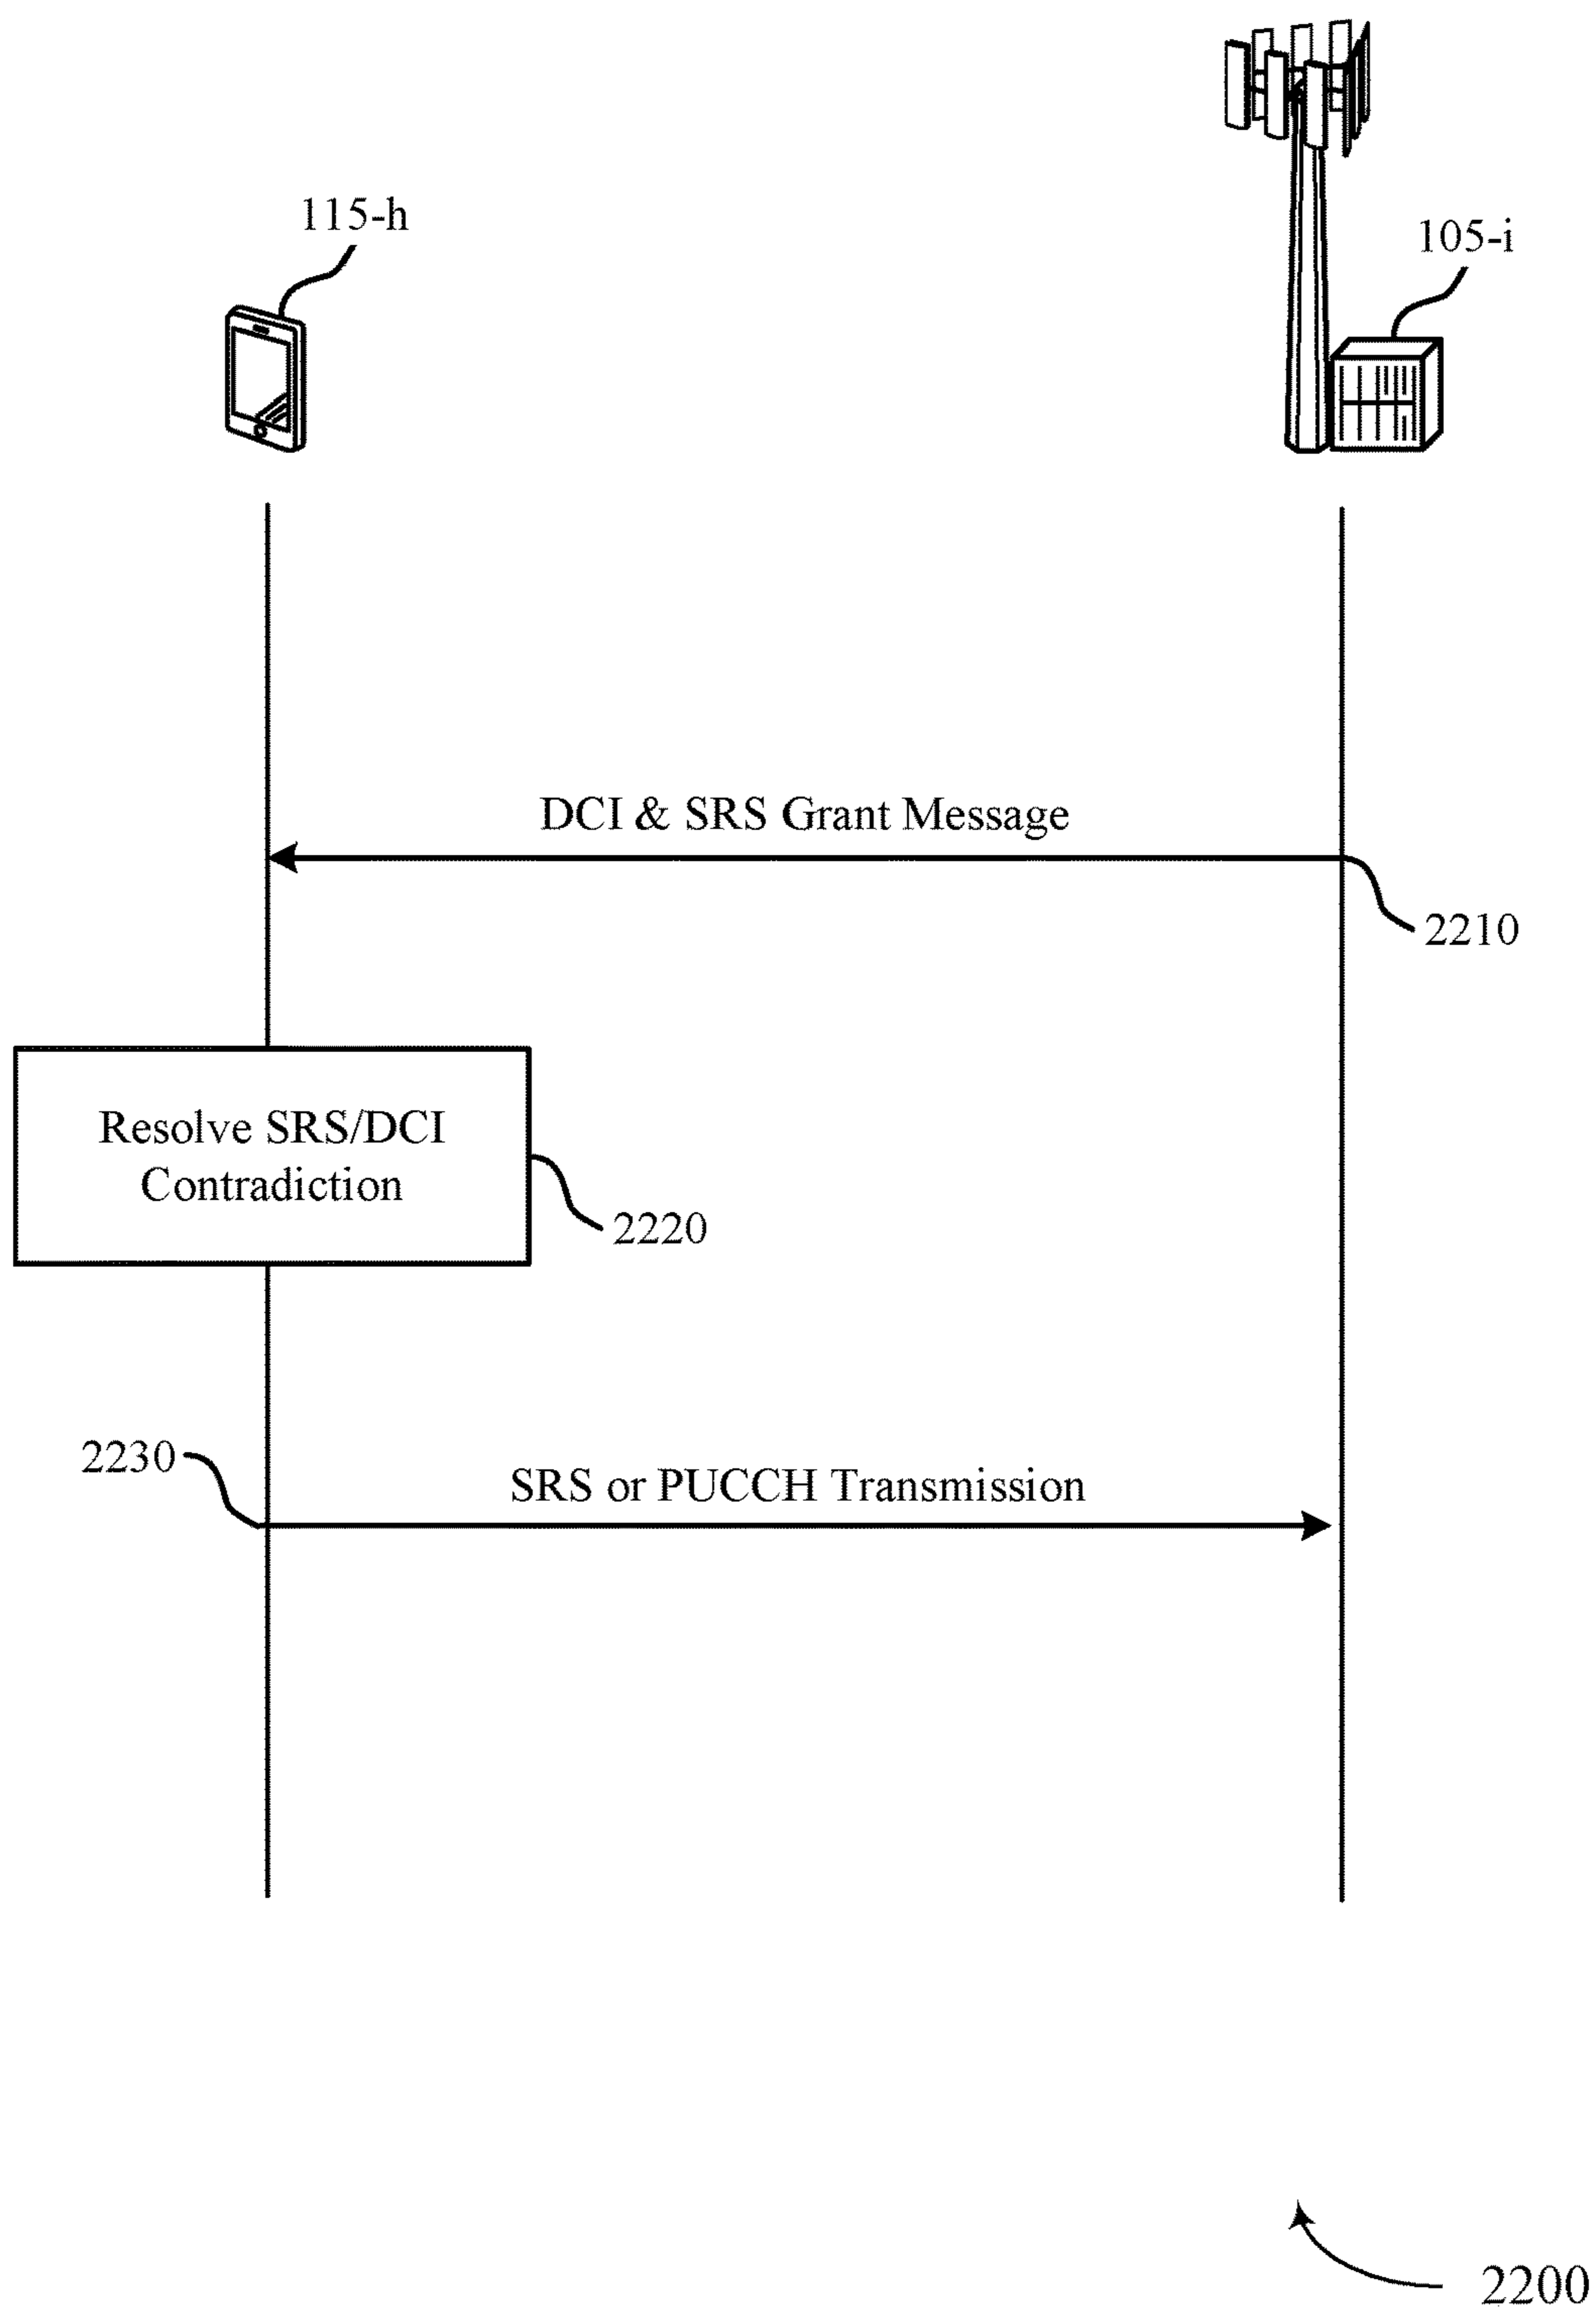 115-h
105-i
DCI & SRS Grant Message
2210
Resolve SRS/DCI
Contradiction
2220
2230
SRS or PUCCH Transmission
2200